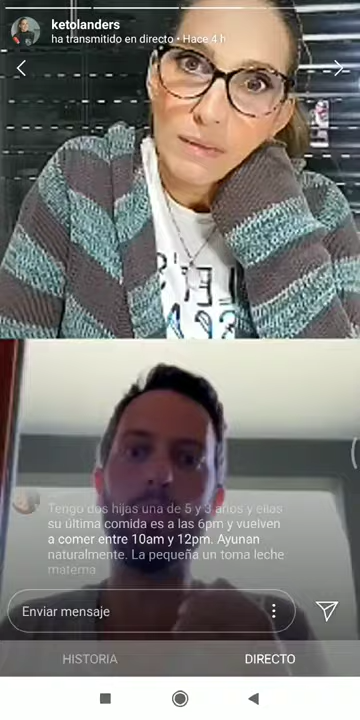 ketolanders
ha transmitido en directo • Hace 4 h
Tengo dos hijas una de 5 y 3 años y ellas
su última comida es a las 6pm y vuelven
a comer entre 10am y 12pm. Ayunan
naturalmente. La pequeña un toma leche
materna
Enviar mensaje
HISTORIA
DIRECTO